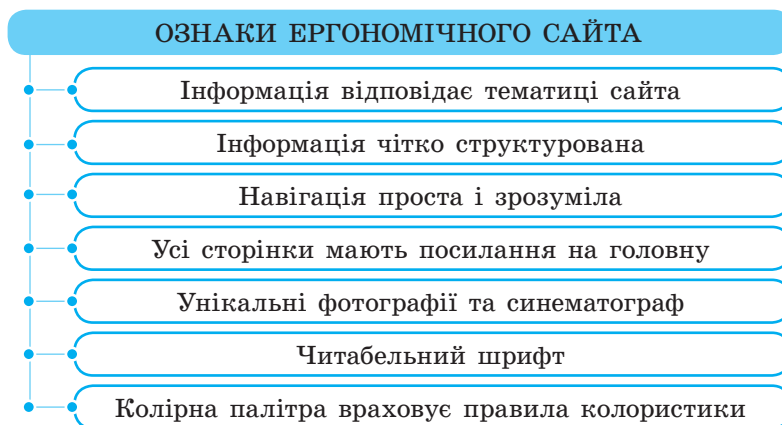 ОЗНАКИ ЕРГОНОМІЧНОГО САЙТА
Інформація відповідає тематиці сайта
Інформація чітко структурована
Навігація проста і зрозуміла
Усі сторінки мають посилання на головну
Унікальні фотографії та синематограф
Читабельний шрифт
Колірна палітра враховує правила колористики